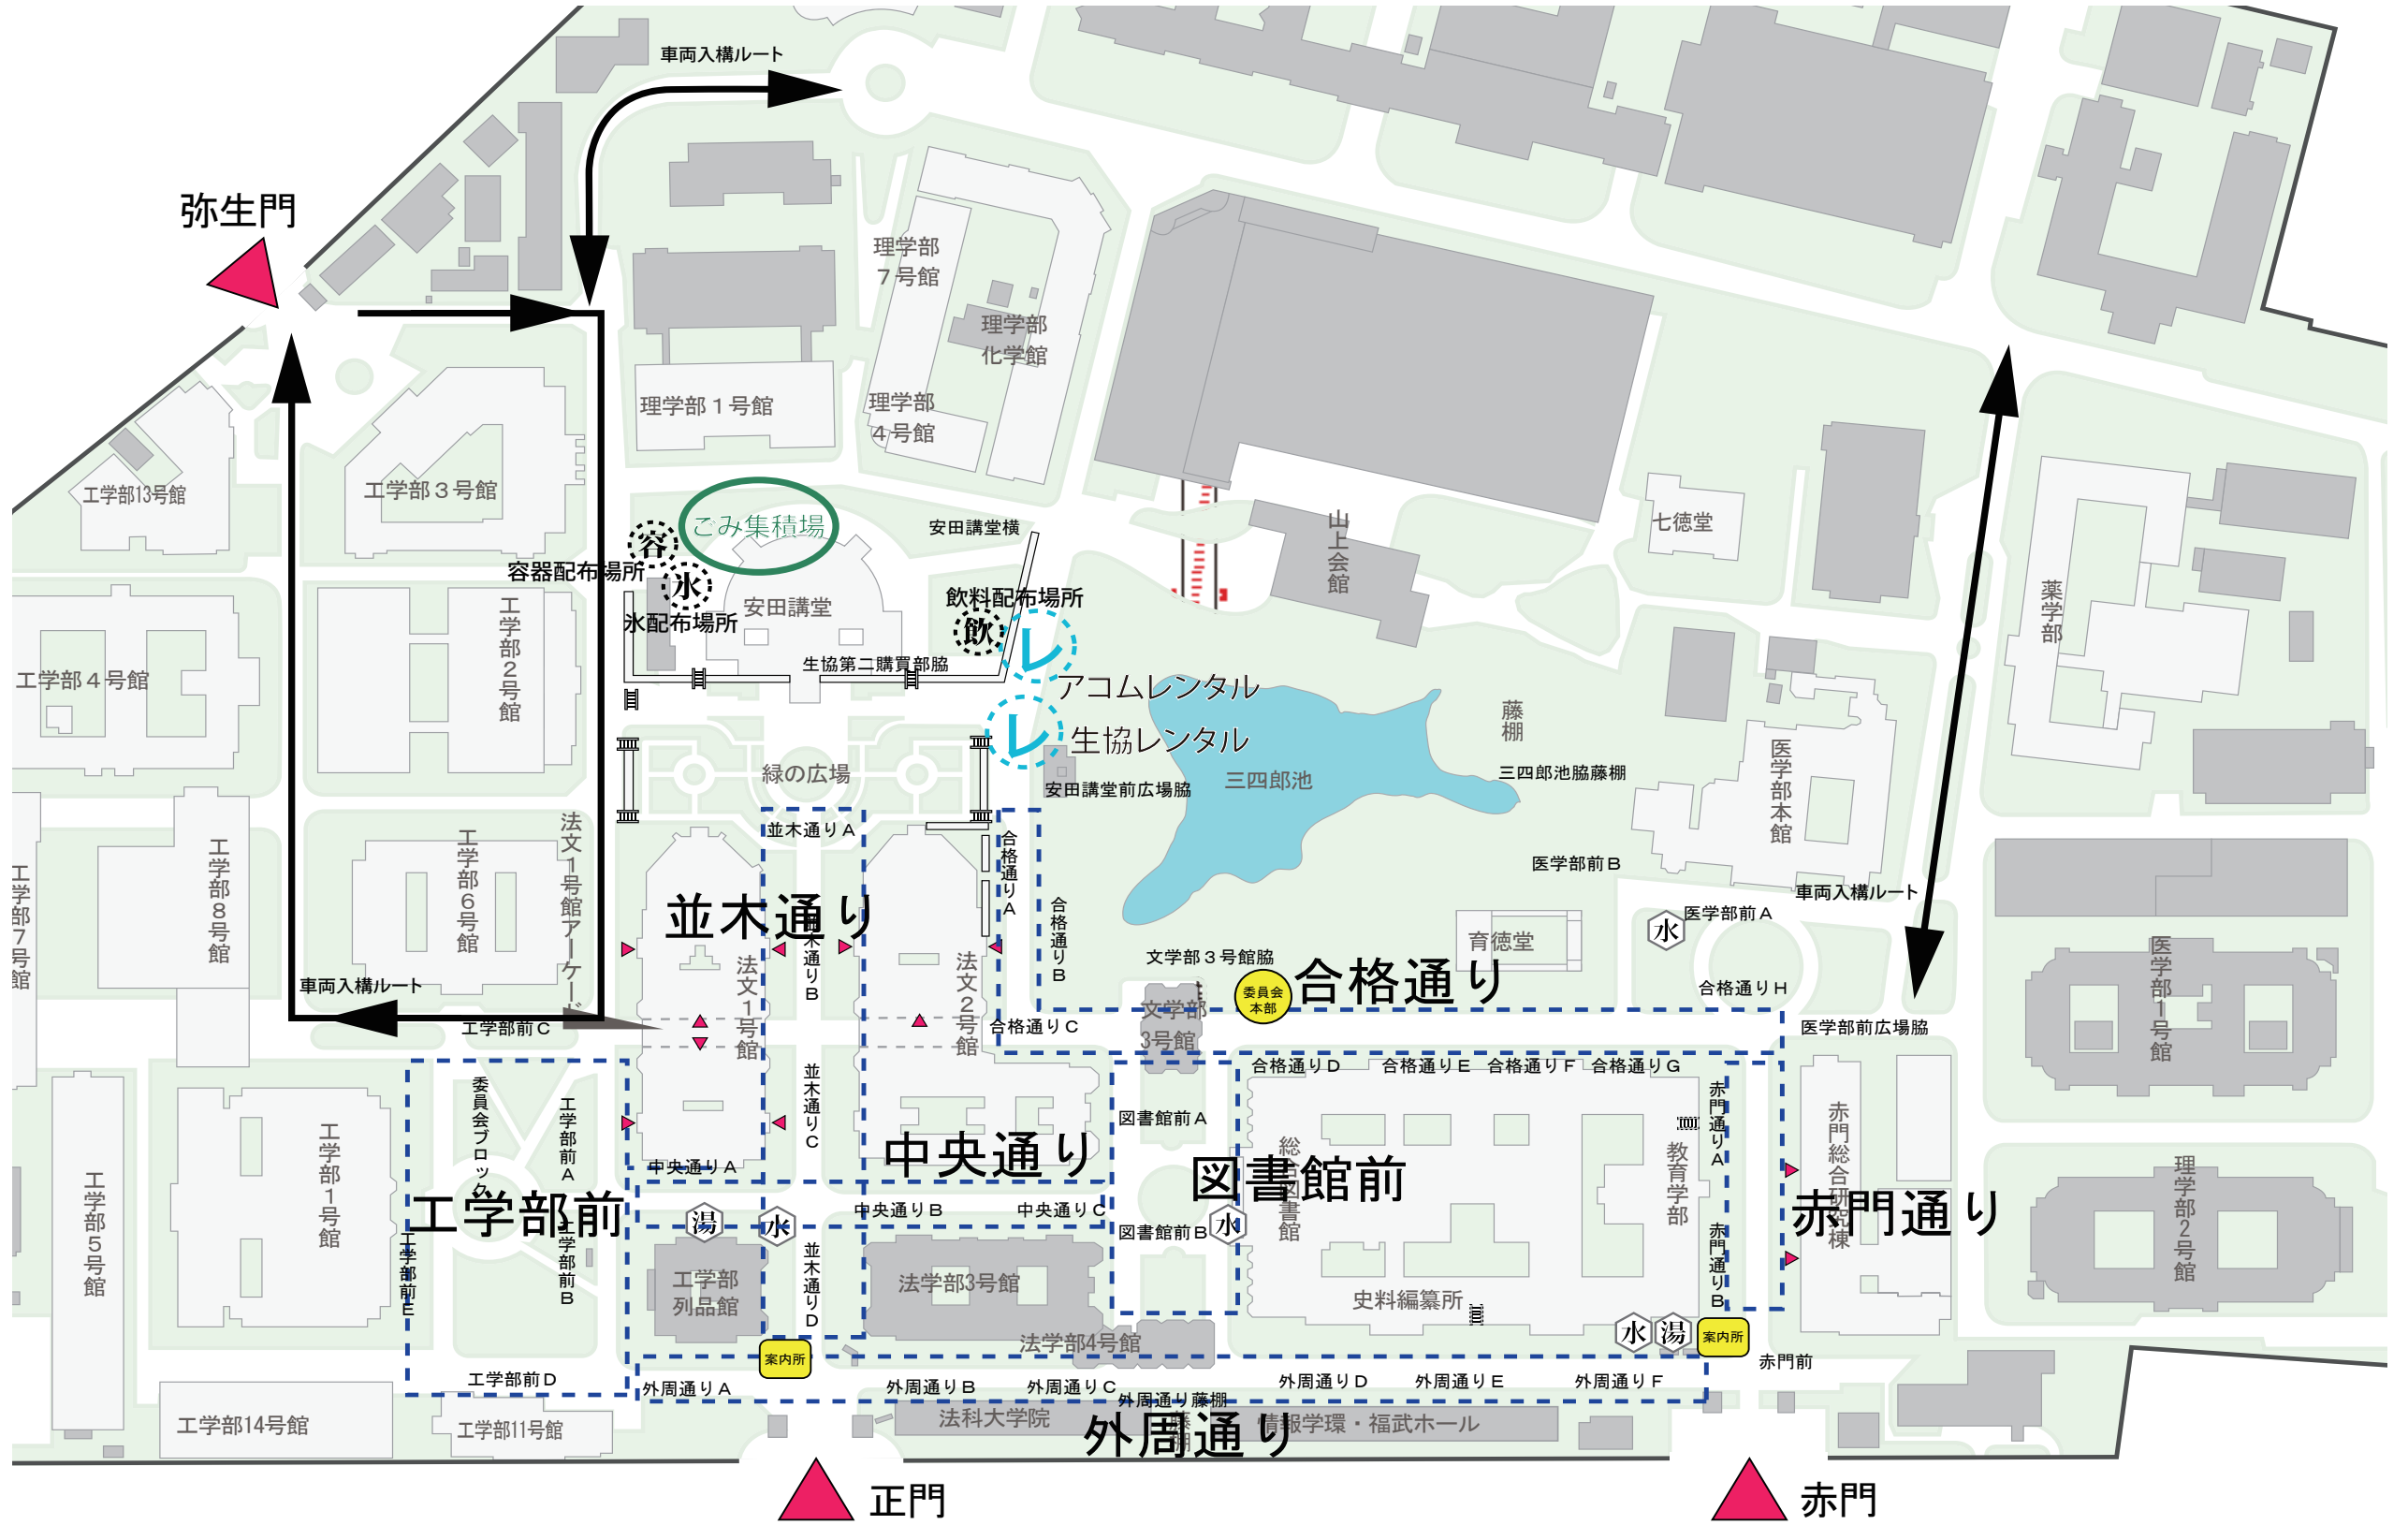 車両入構ルート
弥生門
理学部
７号館
理学部
化学館
理学部１号館
理学部
４号館
工学部13号館
工学部３号館
ごみ集積場
安田講堂横
山上会館
七徳堂
容
容器配布場所
氷
氷配布場所
安田講堂
飲料配布場所
飲
レ
アコムレンタル
生協第二購買部脇
薬学部
工学部４号館
工学部２号館
レ
生協レンタル
藤棚
緑の広場
安田講堂前広場脇
三四郎池
三四郎池脇藤棚
医学部本館
並木通りＡ
法文１号館アーケード
工学部６号館
工学部８号館
工学部７号館
合格通りＡ
医学部前Ｂ
車両入構ルート
並木通り
並木通りＢ
合格通りＢ
水
医学部前Ａ
育徳堂
文学部３号館脇
合格通り
委員会
本部
法文１号館
法文２号館
医学部１号館
車両入構ルート
合格通りＨ
文学部
3号館
工学部前Ｃ
合格通りＣ
医学部前広場脇
合格通りＤ
合格通りＥ
合格通りＦ
合格通りＧ
委員会ブロック
工学部前Ａ
並木通りＣ
図書館前Ａ
赤門通りＡ
赤門総合研究棟
工学部１号館
工学部５号館
中央通りＡ
中央通り
総合図書館
図書館前
教育学部
理学部２号館
工学部前
湯
水
中央通りＢ
中央通りＣ
図書館前Ｂ
水
赤門通り
工学部前Ｅ
工学部前Ｂ
並木通りＤ
赤門通りＢ
工学部
列品館
法学部3号館
史料編纂所
法学部4号館
水
湯
案内所
案内所
赤門前
工学部前Ｄ
外周通りＡ
外周通りＢ
外周通りＣ
外周通りＤ
外周通りＥ
外周通りＦ
外周通り藤棚
工学部14号館
工学部11号館
法科大学院
藤棚
情報学環・福武ホール
外周通り
正門
赤門